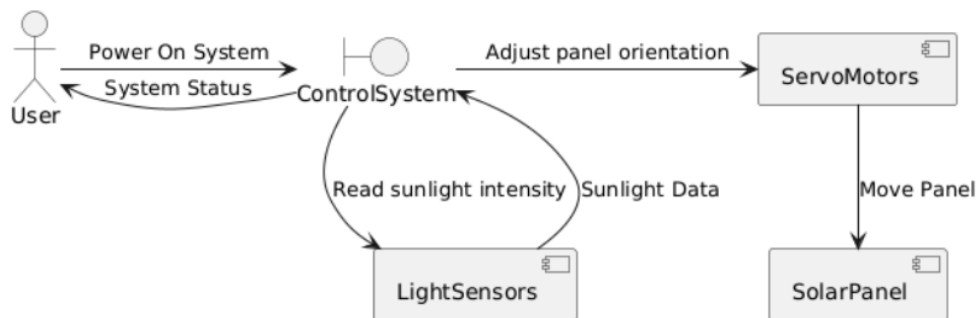 Power On System
System Status
User
ControlSystem
Adjust panel orientation
ServoMotors
Read sunlight intensity
Sunlight Data
Move Panel
LightSensors
SolarPanel